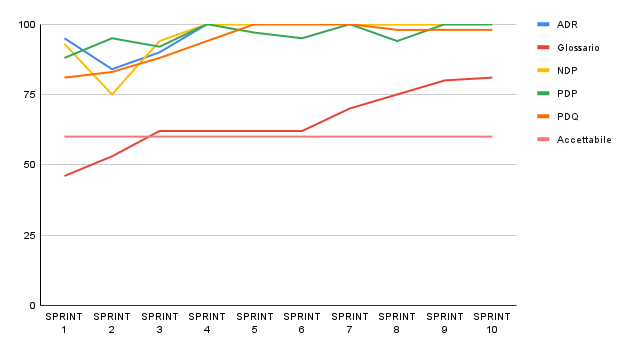 100
75
50
25
0
SPRINT 1
SPRINT 2
SPRINT 3
SPRINT 4
SPRINT 5
SPRINT 6
SPRINT 7
SPRINT 8
SPRINT 9
SPRINT 10
ADR
Glossario
NDP
PDP
PDQ
Accettabile